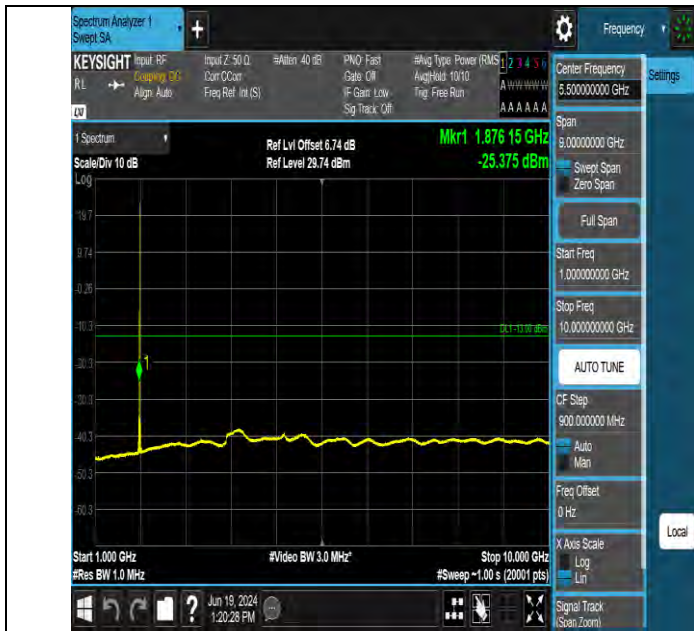 Spectrum Analyzer 1
Swept SA
+
Frequency
KEYSIGHT
RL
Input: RF
Coupling: DC
Align: Auto
Input Z: 50 Ω
Corr CCorr
Freq Ref: Int (S)
#Atten: 40 dB
PNO: Fast
Gate: Off
IF Gain: Low
Sig Track: Off
#Avg Type: Power (RMS
Avg|Hold: 10/10
Trig: Free Run
1 2 3 4 5 6
A W W W W W
A A A A A A
LXI
1 Spectrum
Scale/Div 10 dB
Ref Lvl Offset 6.74 dB
Ref Level 29.74 dBm
Mkr1 1.876 15 GHz
-25.375 dBm
Log
19.7
9.74
-0.26
-10.3
DL1 -13.00 dBm
-20.3
1
-30.3
-40.3
-50.3
-60.3
Start 1.000 GHz
#Res BW 1.0 MHz
#Video BW 3.0 MHz*
Stop 10.000 GHz
#Sweep ~1.00 s (20001 pts)
?
Jun 19, 2024
1:20:28 PM
Center Frequency
5.500000000 GHz
Settings
Span
9.00000000 GHz
Swept Span
Zero Span
Full Span
Start Freq
1.000000000 GHz
Stop Freq
10.000000000 GHz
AUTO TUNE
CF Step
900.000000 MHz
Auto
Man
Freq Offset
0 Hz
X Axis Scale
Log
Lin
Local
Signal Track
(Span Zoom)